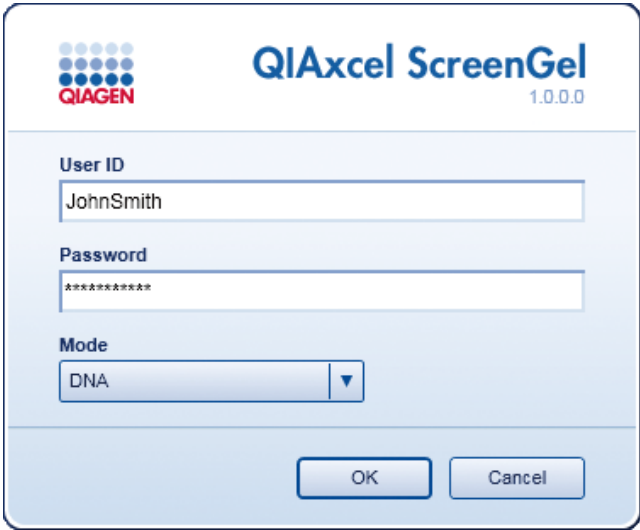 QIAGEN
QIAxcel ScreenGel
1.0.0.0
User ID
JohnSmith
Password
***********
Mode
DNA
OK
Cancel